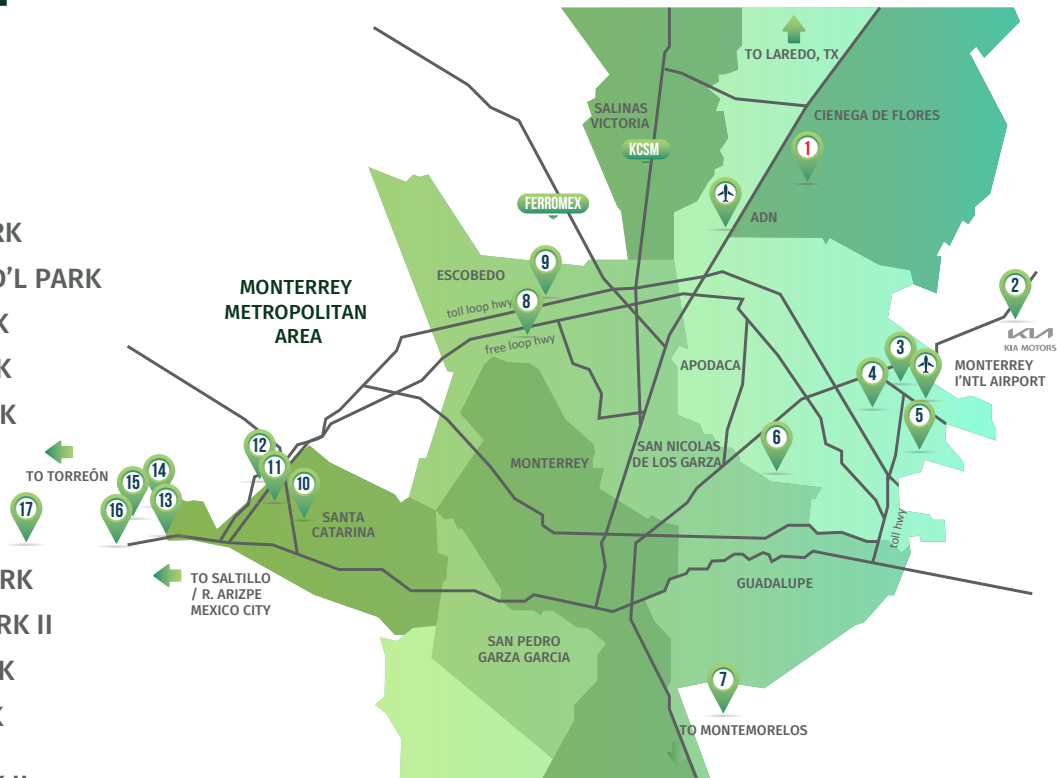 TO LAREDO, TX
SALINAS
VICTORIA
CIENEGA DE FLORES
KCSM
1
FERROMEX
ADN
RK
D'L PARK
K
K
K
ESCOBEDO
9
8
toll loop hwy
free loop hwy
MONTERREY
METROPOLITAN
AREA
2
KIA
KIA MOTORS
3
4
MONTERREY
I'NTL AIRPORT
5
APODACA
6
SAN NICOLAS
DE LOS GARZA
MONTERREY
12
11
10
TO TORREÓN
14
15
13
16
17
SANTA
CATARINA
toll hwy
TO SALTILLO
/ R. ARIZPE
MEXICO CITY
GUADALUPE
RK
RK II
K
K
SAN PEDRO
GARZA GARCIA
7
TO MONTEMORELOS